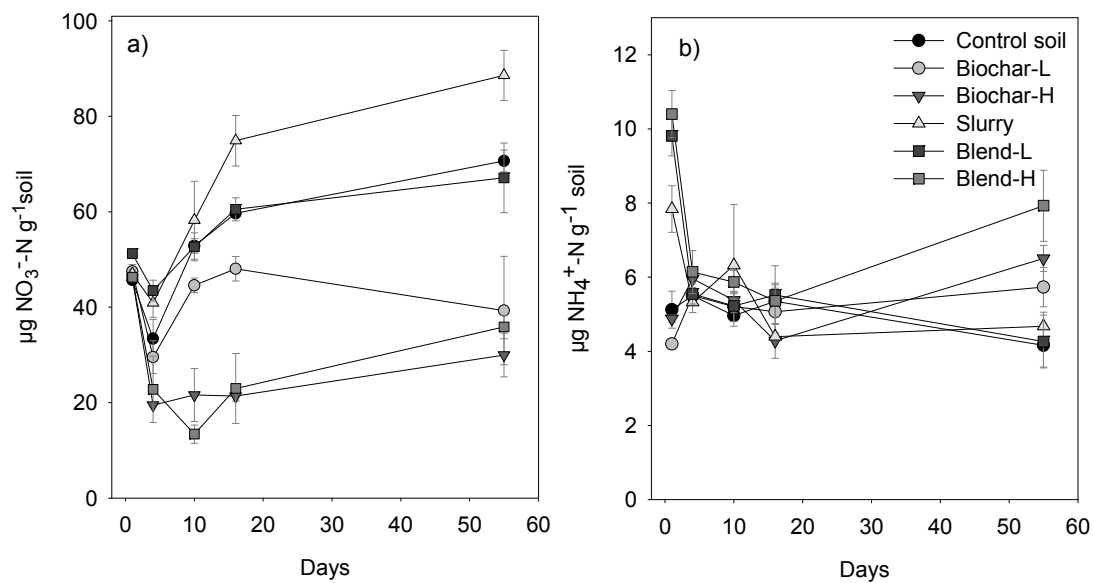 a)
100
80
60
40
20
0
µg NO₃⁻-N g⁻¹soil
0 10 20 30 40 50 60
Days
b)
Control soil
Biochar-L
Biochar-H
Slurry
Blend-L
Blend-H
12
10
8
6
4
2
0
µg NH₄⁺-N g⁻¹ soil
0 10 20 30 40 50 60
Days